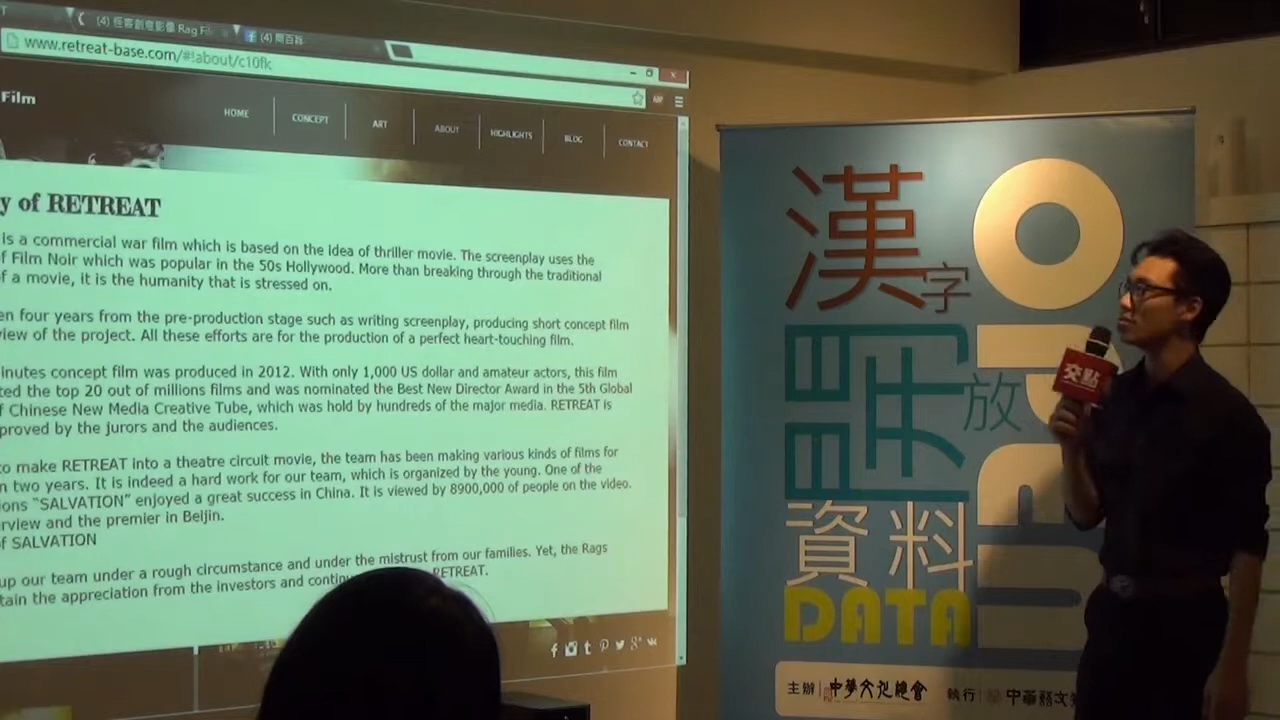 (4) 恆客創意影像 Rag Fi
(4)
www.retreat-base.com/#!about/c10fk
Film
HOME
CONCEPT
ART
ABOUT
HIGHLIGHTS
BLOG
CONTACT
y of RETREAT
is a commercial war film which is based on the idea of thriller movie. The screenplay uses the
f Film Noir which was popular in the 50s Hollywood. More than breaking through the traditional
f a movie, it is the humanity that is stressed on.
en four years from the pre-production stage such as writing screenplay, producing short concept film
view of the project. All these efforts are for the production of a perfect heart-touching film.
inutes concept film was produced in 2012. With only 1,000 US dollar and amateur actors, this film
ted the top 20 out of millions films and was nominated the Best New Director Award in the 5th Global
f Chinese New Media Creative Tube, which was hold by hundreds of the major media. RETREAT is
proved by the jurors and the audiences.
to make RETREAT into a theatre circuit movie, the team has been making various kinds of films for
n two years. It is indeed a hard work for our team, which is organized by the young. One of the
ions “SALVATION” enjoyed a great success in China. It is viewed by 8900,000 of people on the video.
erview and the premier in Beijin.
of SALVATION
up our team under a rough circumstance and under the mistrust from our families. Yet, the Rags
tain the appreciation from the investors and contin RETREAT.
漢字
開放
資料
DATA
交點
主辦 中華文化總會
執行